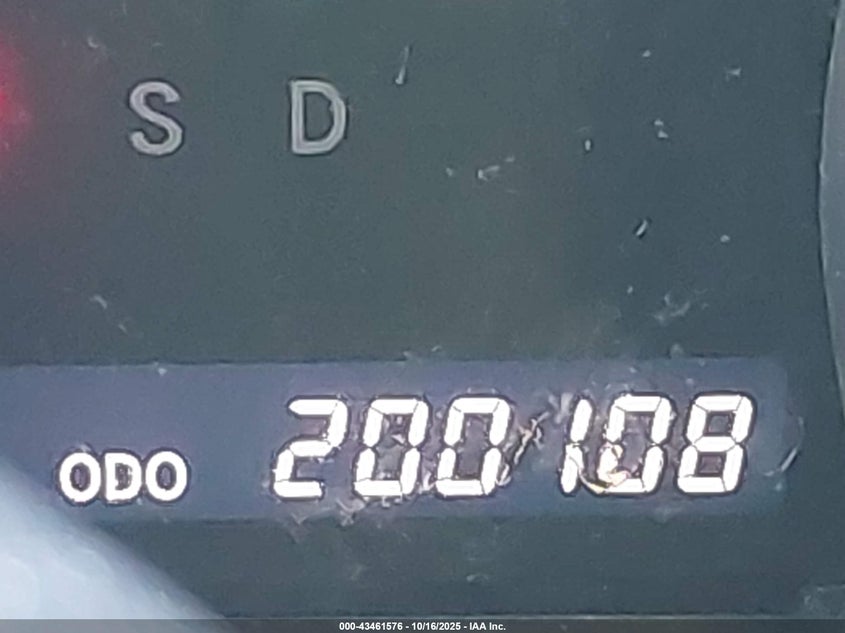 S D
ODO 200108
000-43461576 - 10/16/2025 - IAA Inc.